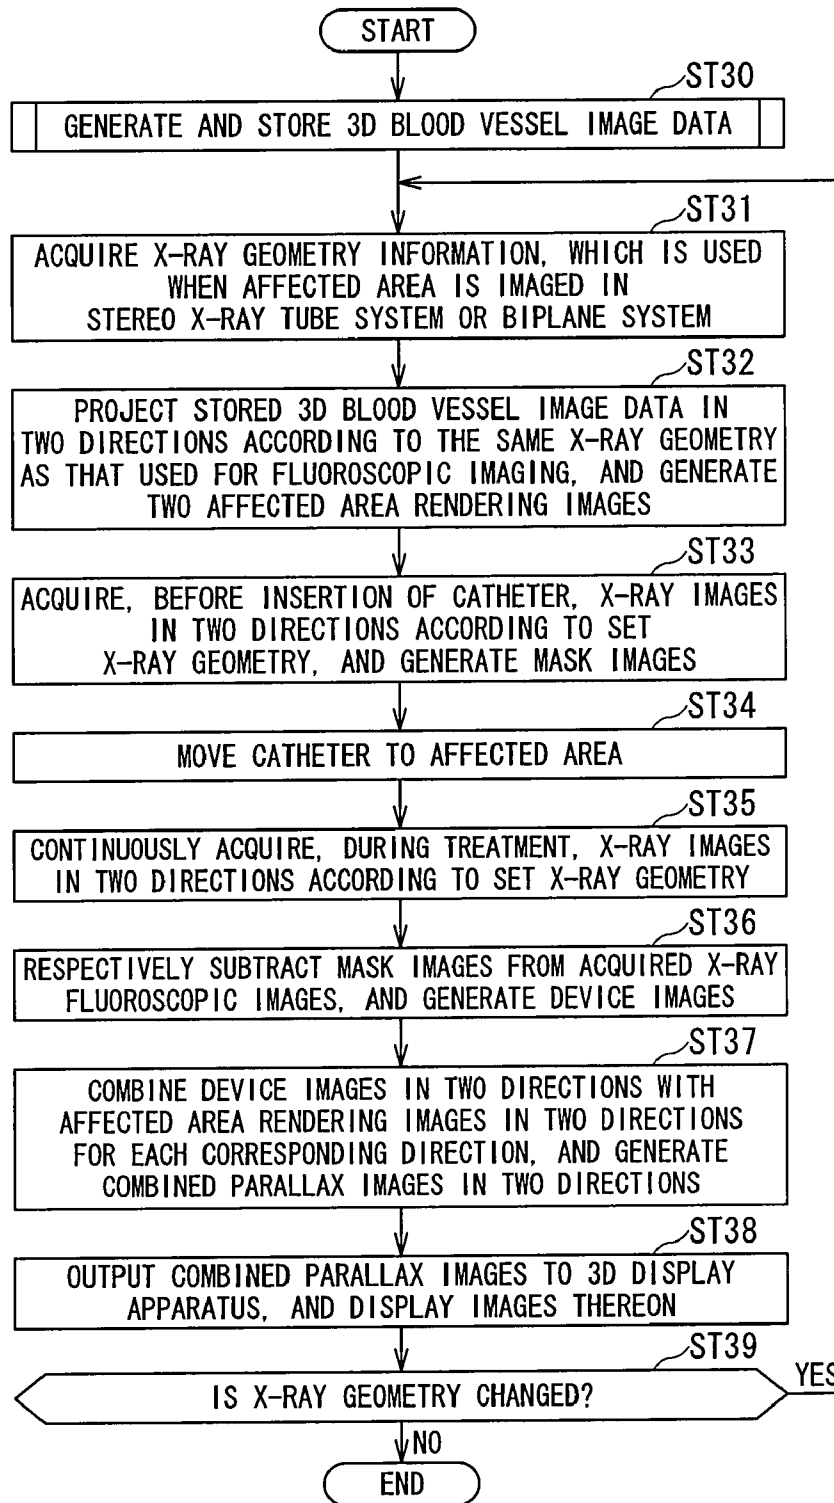 START
ST30
GENERATE AND STORE 3D BLOOD VESSEL IMAGE DATA
ST31
ACQUIRE X-RAY GEOMETRY INFORMATION, WHICH IS USED
WHEN AFFECTED AREA IS IMAGED IN
STEREO X-RAY TUBE SYSTEM OR BIPLANE SYSTEM
ST32
PROJECT STORED 3D BLOOD VESSEL IMAGE DATA IN
TWO DIRECTIONS ACCORDING TO THE SAME X-RAY GEOMETRY
AS THAT USED FOR FLUOROSCOPIC IMAGING, AND GENERATE
TWO AFFECTED AREA RENDERING IMAGES
ST33
ACQUIRE, BEFORE INSERTION OF CATHETER, X-RAY IMAGES
IN TWO DIRECTIONS ACCORDING TO SET
X-RAY GEOMETRY, AND GENERATE MASK IMAGES
ST34
MOVE CATHETER TO AFFECTED AREA
ST35
CONTINUOUSLY ACQUIRE, DURING TREATMENT, X-RAY IMAGES
IN TWO DIRECTIONS ACCORDING TO SET X-RAY GEOMETRY
ST36
RESPECTIVELY SUBTRACT MASK IMAGES FROM ACQUIRED X-RAY
FLUOROSCOPIC IMAGES, AND GENERATE DEVICE IMAGES
ST37
COMBINE DEVICE IMAGES IN TWO DIRECTIONS WITH
AFFECTED AREA RENDERING IMAGES IN TWO DIRECTIONS
FOR EACH CORRESPONDING DIRECTION, AND GENERATE
COMBINED PARALLAX IMAGES IN TWO DIRECTIONS
ST38
OUTPUT COMBINED PARALLAX IMAGES TO 3D DISPLAY
APPARATUS, AND DISPLAY IMAGES THEREON
ST39
IS X-RAY GEOMETRY CHANGED?
YES
NO
END